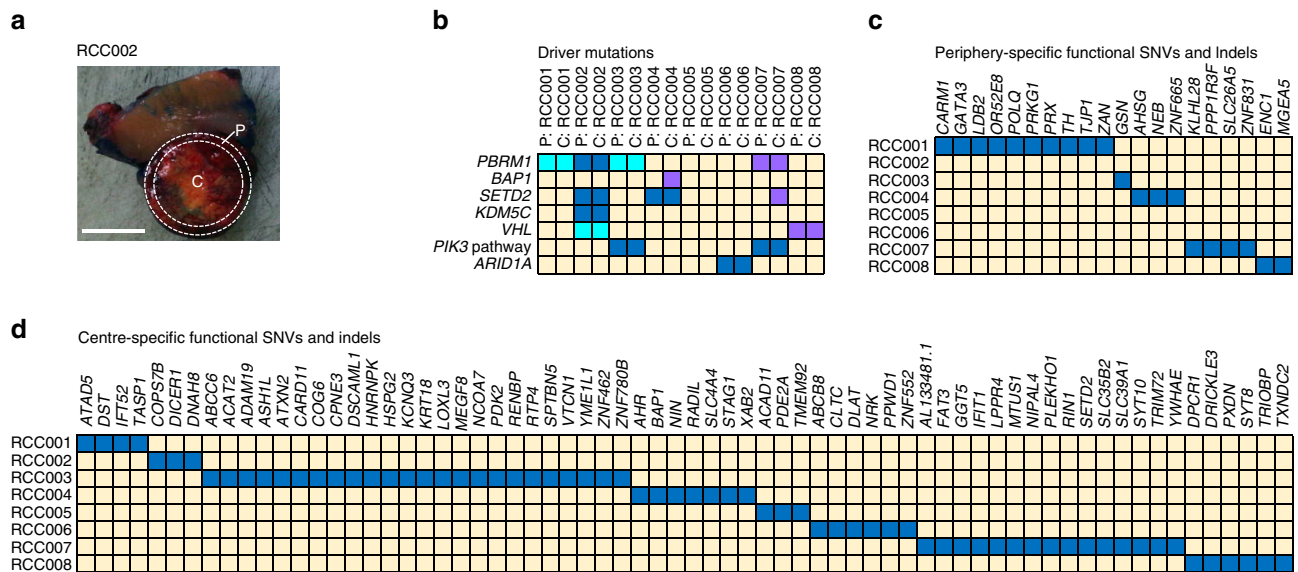 a
RCC002
P
C
b
Driver mutations
P: RCC001
C: RCC001
P: RCC002
C: RCC002
P: RCC003
C: RCC003
P: RCC004
C: RCC004
P: RCC005
C: RCC005
P: RCC006
C: RCC006
P: RCC007
C: RCC007
P: RCC008
C: RCC008
PBRM1
BAP1
SETD2
KDM5C
VHL
PIK3 pathway
ARID1A
c
Periphery-specific functional SNVs and Indels
CARM1
GATA3
LDB2
OR52E8
POLQ
PRKG1
PRX
TH
TJP1
ZAN
GSN
AHSG
NEB
ZNF665
KLHL28
PPP1R3F
SLC26A5
ZNF831
ENC1
MGEA5
RCC001
RCC002
RCC003
RCC004
RCC005
RCC006
RCC007
RCC008
d
Centre-specific functional SNVs and indels
ATAD5
DST
IFT52
TASP1
COPS7B
DICER1
DNAH8
ABCC6
ACAT2
ADAM19
ASH1L
ATXN2
CARD11
COG6
CPNE3
DSCAML1
HNRNPK
HSPG2
KCNQ3
KRT18
LOXL3
MEGF8
NCOA7
PDK2
RENBP
RTP4
SPTBN5
VTCN1
YME1L1
ZNF462
ZNF780B
AHR
BAP1
NIN
RADIL
SLC4A4
STAG1
XAB2
ACAD11
PDE2A
TMEM92
ABCB8
CLTC
DLAT
NRK
PPWD1
ZNF552
AL133481.1
FAT3
GGT5
IFIT1
LPPR4
MTUS1
NIPAL4
PLEKHO1
RIN1
SETD2
SLC35B2
SLC39A1
SYT10
TRIM72
YWHAE
DPCR1
DRICKLE3
PXDN
SYT8
TRIOBP
TXNDC2
RCC001
RCC002
RCC003
RCC004
RCC005
RCC006
RCC007
RCC008